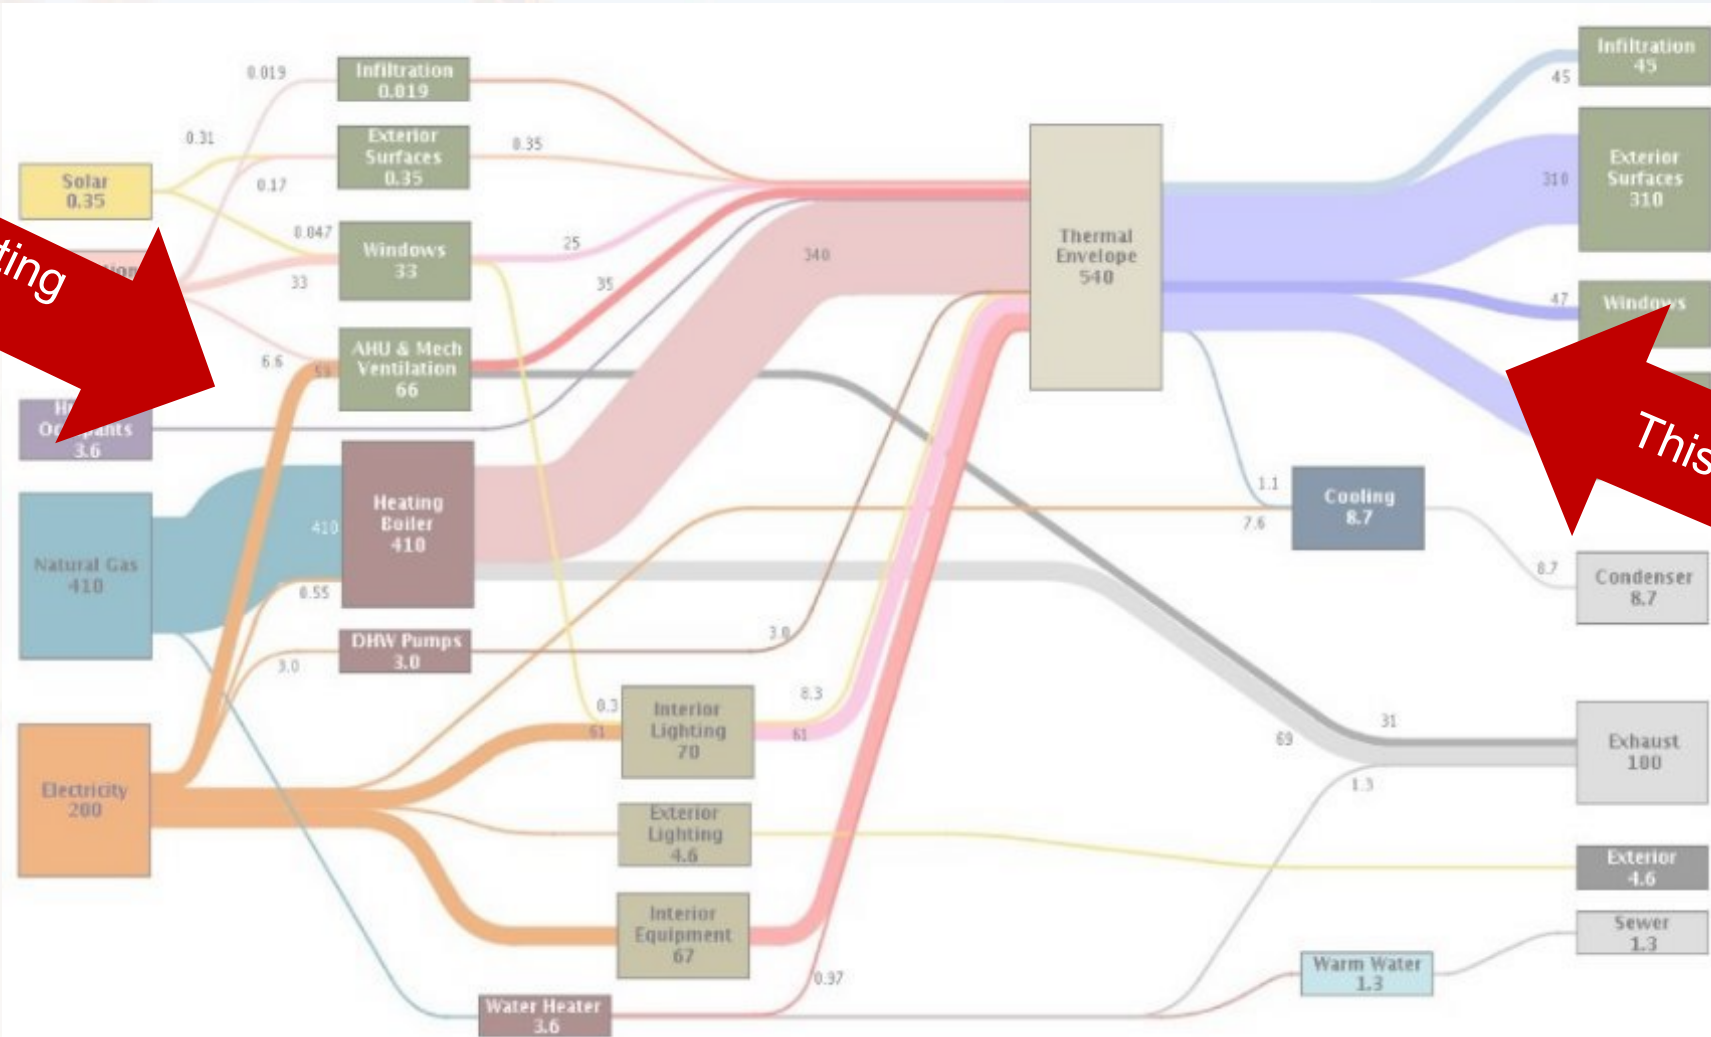 Infiltration
0.019
0.019
Exterior
Surfaces
0.35
0.31
0.35
Solar
0.35
0.17
0.047
Windows
33
25
33
35
340
AHU & Mech
Ventilation
66
6.6
59
3.6
Natural Gas
410
410
Heating
Boiler
410
0.55
DHW Pumps
3.0
3.0
3.0
Electricity
200
0.3
61
Interior
Lighting
70
8.3
61
Exterior
Lighting
4.6
Interior
Equipment
67
Water Heater
3.6
0.97
Thermal
Envelope
540
Infiltration
45
45
Exterior
Surfaces
310
310
Windows
47
1.1
7.6
Cooling
8.7
8.7
Condenser
8.7
31
69
1.3
Exhaust
100
Exterior
4.6
Warm Water
1.3
Sewer
1.3
ting
This